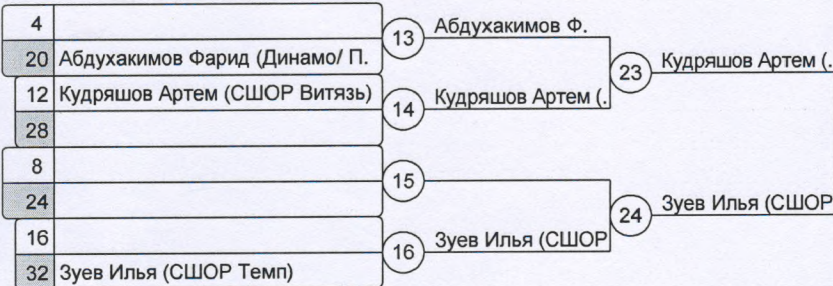 4
20 Абдухакимов Фарид (Динамо/ П.
12 Кудряшов Артем (СШОР Витязь)
28
8
24
16
32 Зуев Илья (СШОР Темп)
13 Абдухакимов Ф.
14 Кудряшов Артем (.
15
16 Зуев Илья (СШОР
23 Кудряшов Артем (.
24 Зуев Илья (СШОР